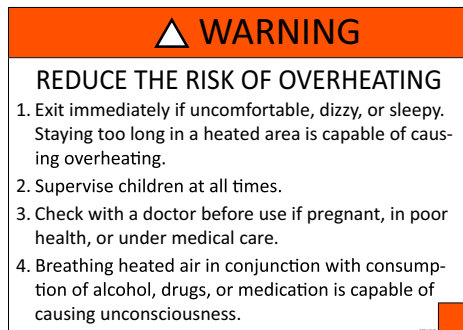 WARNING
REDUCE THE RISK OF OVERHEATING
1. Exit immediately if uncomfortable, dizzy, or sleepy.
Staying too long in a heated area is capable of caus-
ing overheating.
2. Supervise children at all times.
3. Check with a doctor before use if pregnant, in poor
health, or under medical care.
4. Breathing heated air in conjunction with consump-
tion of alcohol, drugs, or medication is capable of
causing unconsciousness.